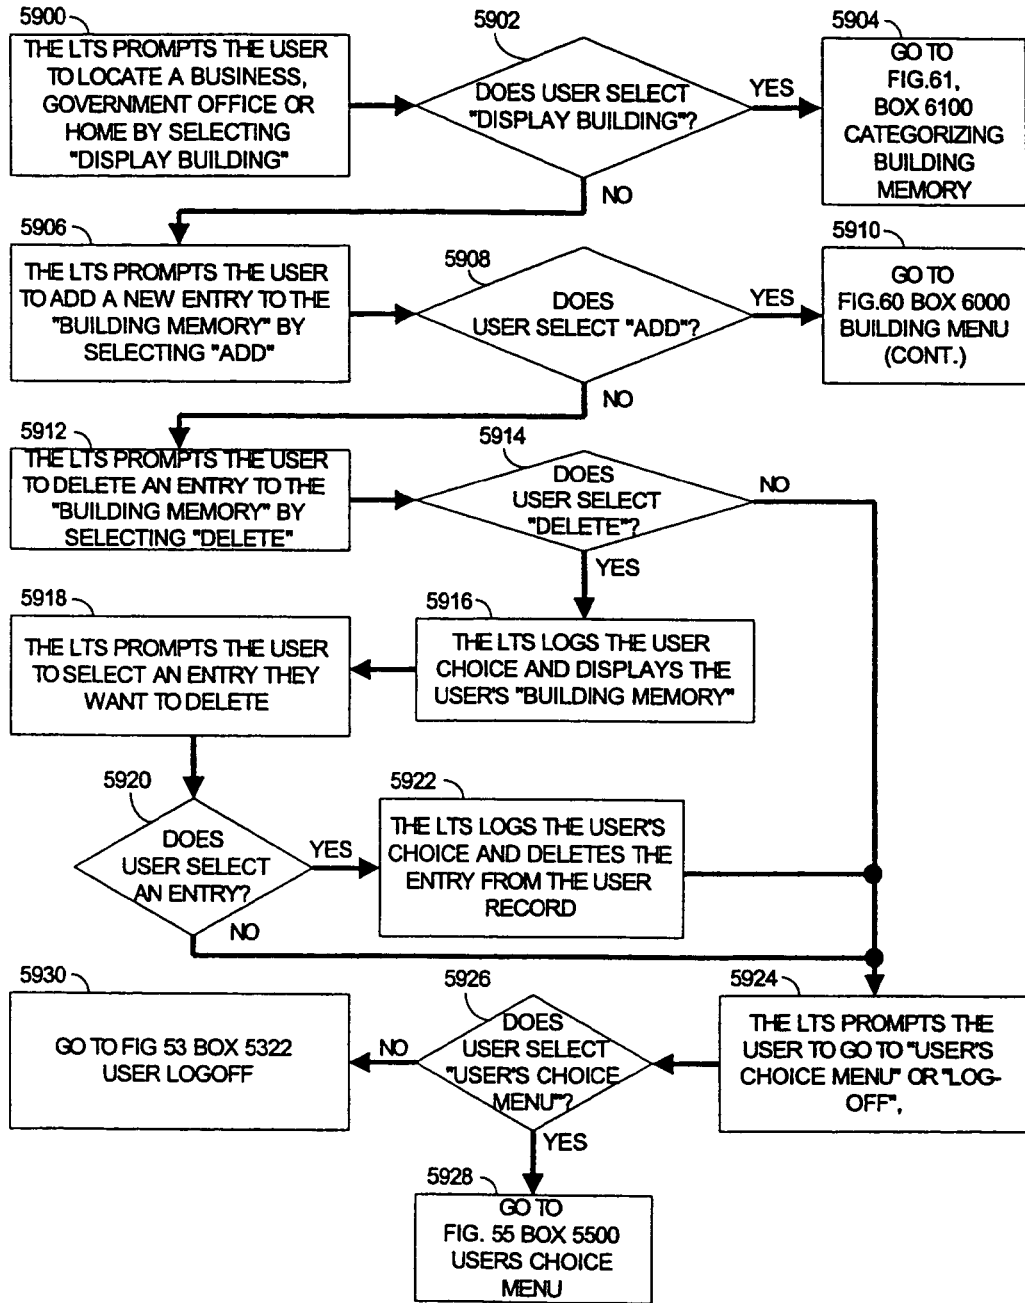 5900
THE LTS PROMPTS THE USER
TO LOCATE A BUSINESS,
GOVERNMENT OFFICE OR
HOME BY SELECTING
"DISPLAY BUILDING"
5902
DOES USER SELECT
"DISPLAY BUILDING"?
YES
NO
5904
GO TO
FIG.61,
BOX 6100
CATEGORIZING
BUILDING
MEMORY
5906
THE LTS PROMPTS THE USER
TO ADD A NEW ENTRY TO THE
"BUILDING MEMORY" BY
SELECTING "ADD"
5908
DOES
USER SELECT "ADD"?
YES
NO
5910
GO TO
FIG.60 BOX 6000
BUILDING MENU
(CONT.)
5912
THE LTS PROMPTS THE USER
TO DELETE AN ENTRY TO THE
"BUILDING MEMORY" BY
SELECTING "DELETE"
5914
DOES
USER SELECT
"DELETE"?
NO
YES
5916
THE LTS LOGS THE USER
CHOICE AND DISPLAYS THE
USER'S "BUILDING MEMORY"
5918
THE LTS PROMPTS THE USER
TO SELECT AN ENTRY THEY
WANT TO DELETE
5920
DOES
USER SELECT
AN ENTRY?
YES
NO
5922
THE LTS LOGS THE USER'S
CHOICE AND DELETES THE
ENTRY FROM THE USER
RECORD
5924
THE LTS PROMPTS THE
USER TO GO TO "USER'S
CHOICE MENU" OR "LOG-
OFF",
5926
DOES
USER SELECT
"USER'S CHOICE
MENU"?
NO
YES
5930
GO TO FIG 53 BOX 5322
USER LOGOFF
5928
GO TO
FIG. 55 BOX 5500
USERS CHOICE
MENU